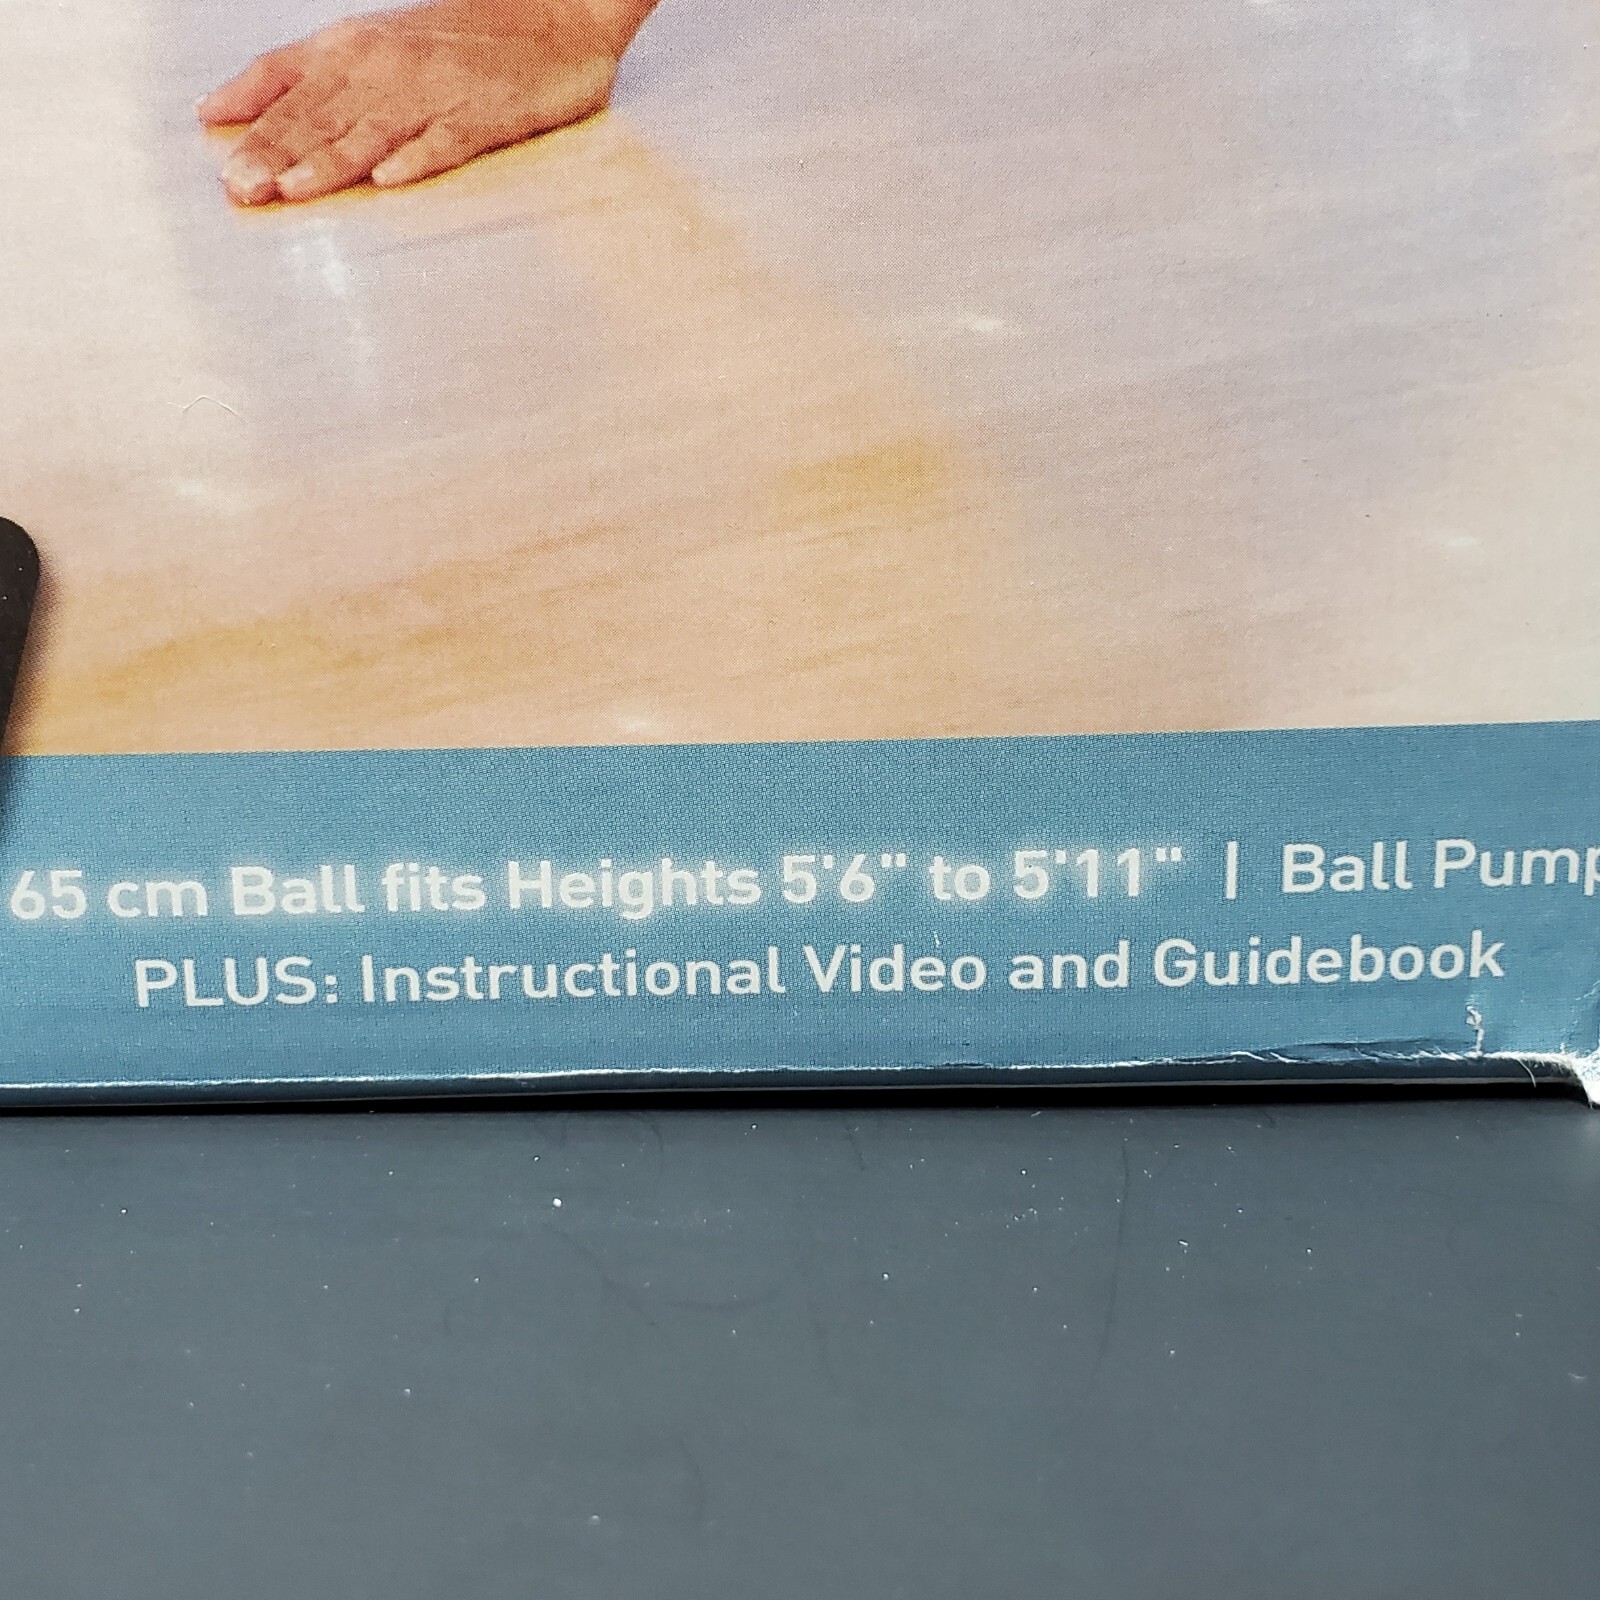 65 cm Ball fits Heights 5'6" to 5'11" | Ball Pump
PLUS: Instructional Video and Guidebook